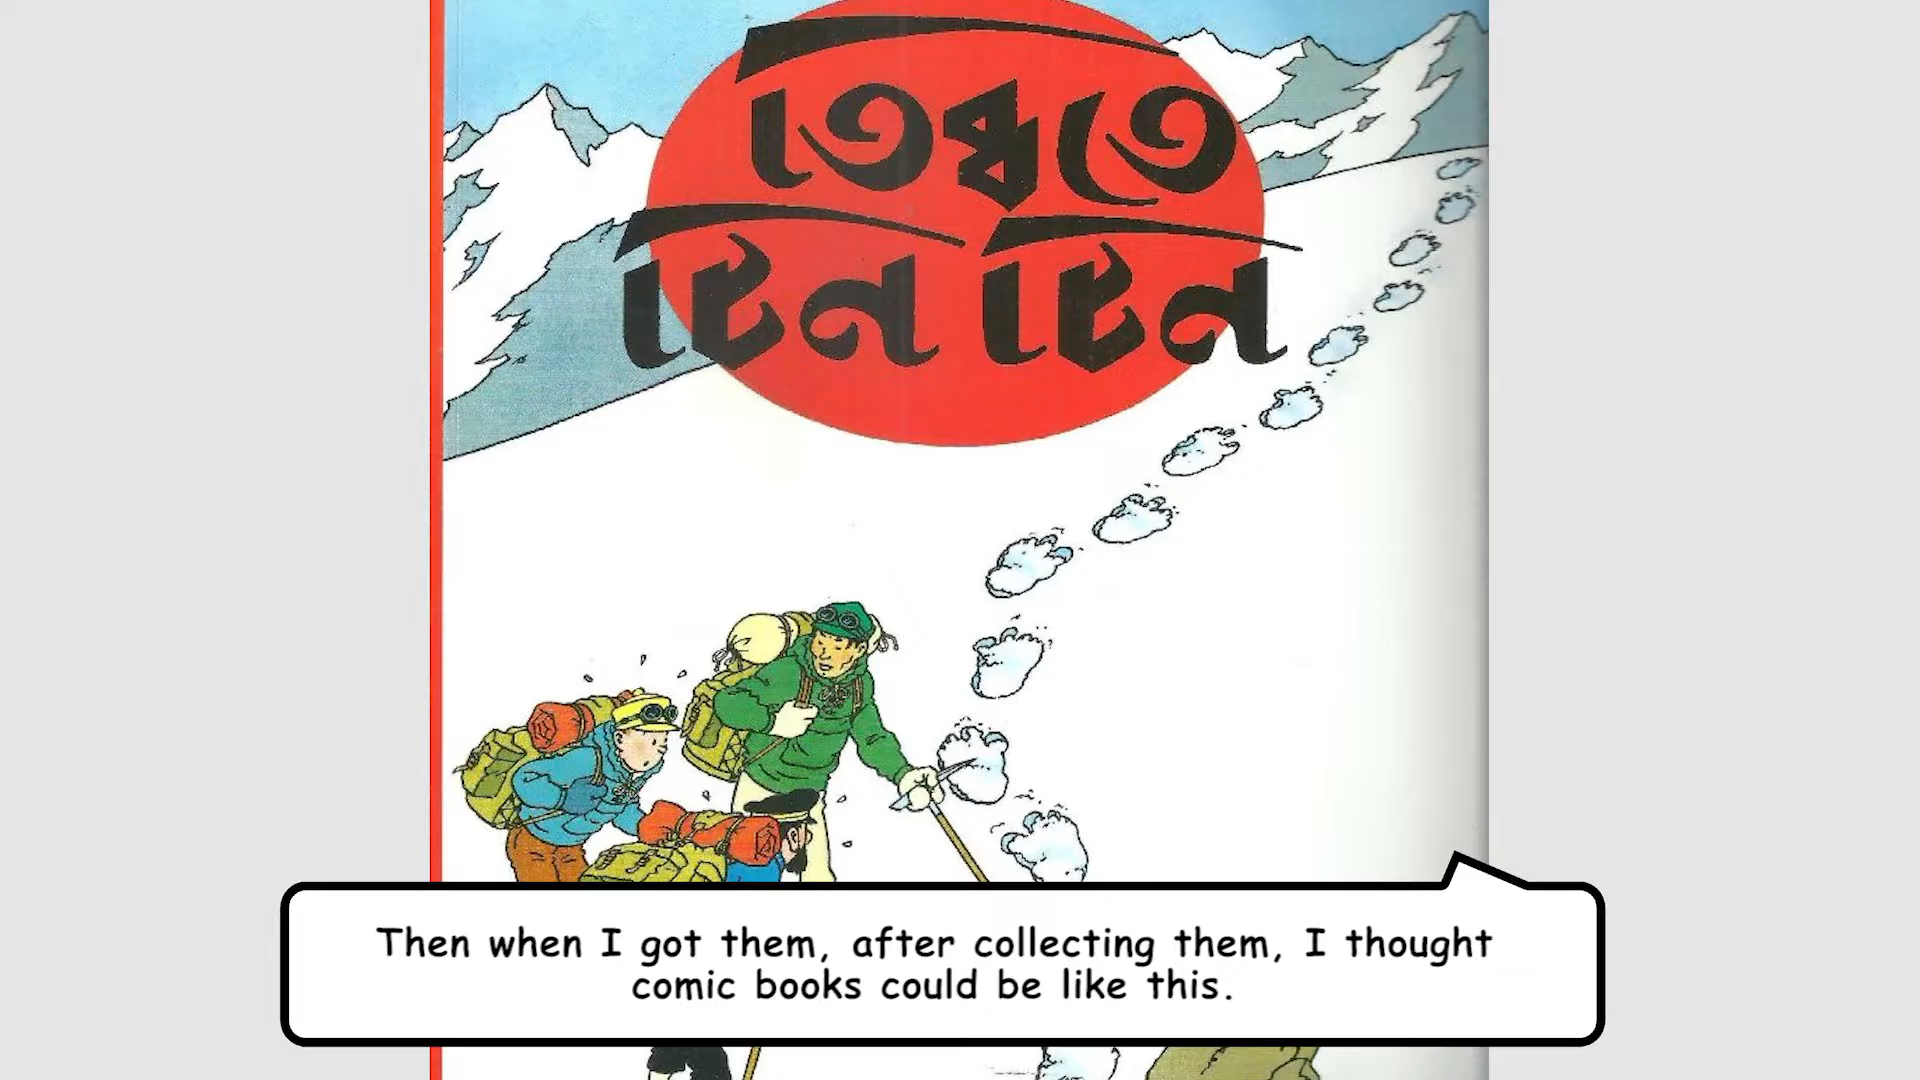 তিব্বতে
টিনটিন
Then when I got them, after collecting them, I thought
comic books could be like this.